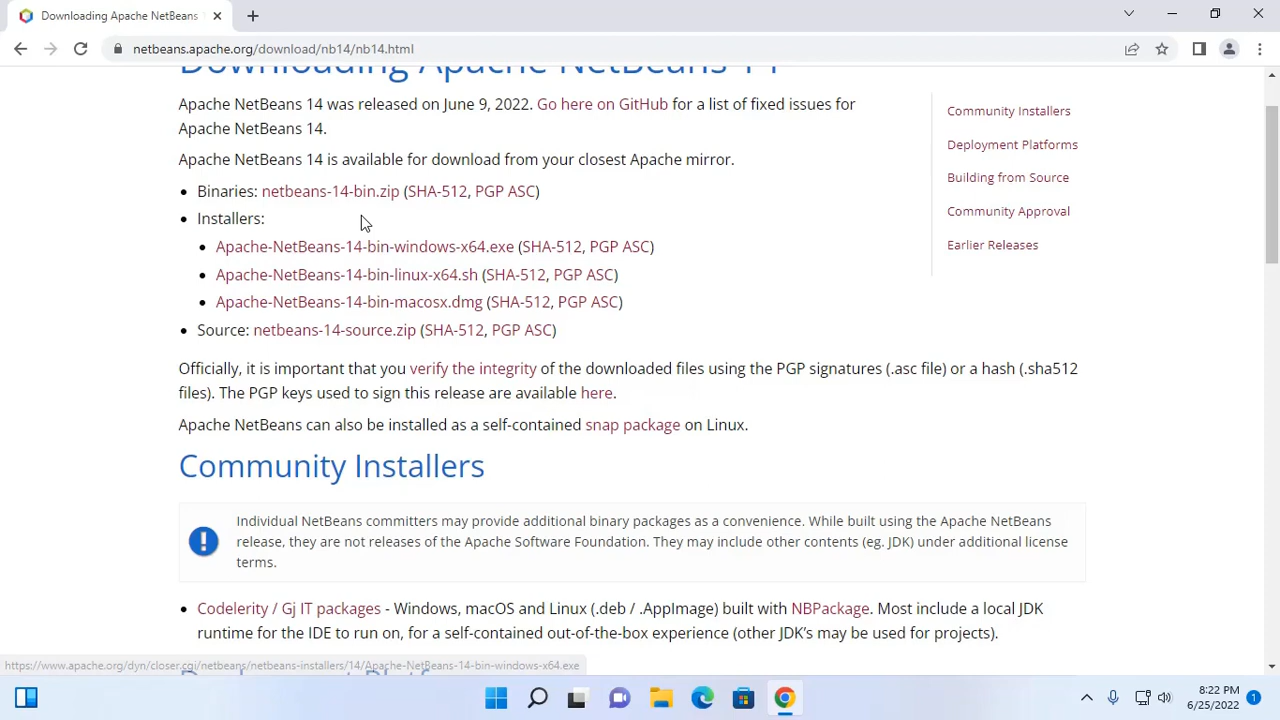 Downloading Apache NetBeans
netbeans.apache.org/download/nb14/nb14.html
Downloading Apache NetBeans 14
Apache NetBeans 14 was released on June 9, 2022. Go here on GitHub for a list of fixed issues for
Apache NetBeans 14.
Apache NetBeans 14 is available for download from your closest Apache mirror.
Binaries: netbeans-14-bin.zip (SHA-512, PGP ASC)
Installers:
Apache-NetBeans-14-bin-windows-x64.exe (SHA-512, PGP ASC)
Apache-NetBeans-14-bin-linux-x64.sh (SHA-512, PGP ASC)
Apache-NetBeans-14-bin-macosx.dmg (SHA-512, PGP ASC)
Source: netbeans-14-source.zip (SHA-512, PGP ASC)
Community Installers
Deployment Platforms
Building from Source
Community Approval
Earlier Releases
Officially, it is important that you verify the integrity of the downloaded files using the PGP signatures (.asc file) or a hash (.sha512
files). The PGP keys used to sign this release are available here.
Apache NetBeans can also be installed as a self-contained snap package on Linux.
Community Installers
Individual NetBeans committers may provide additional binary packages as a convenience. While built using the Apache NetBeans
release, they are not releases of the Apache Software Foundation. They may include other contents (eg. JDK) under additional license
terms.
Codelerity / Gj IT packages - Windows, macOS and Linux (.deb / .AppImage) built with NBPackage. Most include a local JDK
runtime for the IDE to run on, for a self-contained out-of-the-box experience (other JDK's may be used for projects).
https://www.apache.org/dyn/closer.cgi/netbeans/netbeans-installers/14/Apache-NetBeans-14-bin-windows-x64.exe
8:22 PM
6/25/2022
1